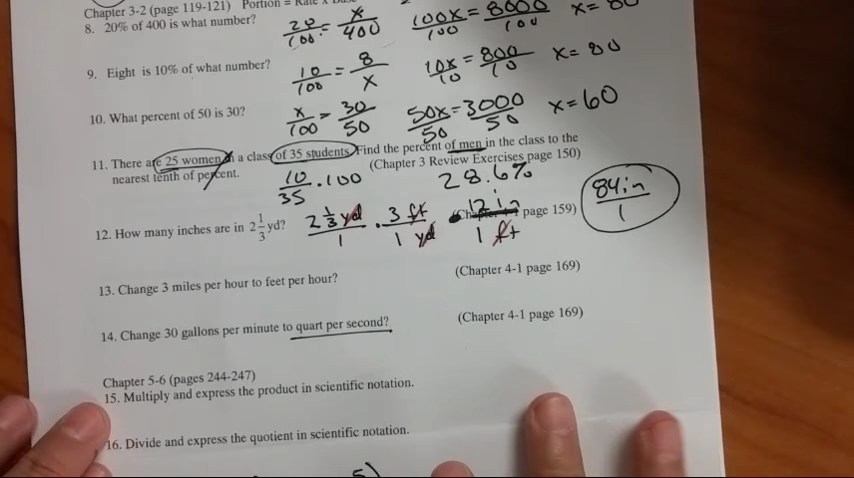 Chapter 3-2 (page 119-121) Portion = Rate x
8. 20% of 400 is what number? 20/100 = x/400 100x/100 = 8000/100 x= 80
9. Eight is 10% of what number? 10/100 = 8/x 10x/10 = 800/10 x= 80
10. What percent of 50 is 30? x/100 = 30/50 50x/50 = 3000/50 x=60
11. There are 25 women in a class of 35 students. Find the percent of men in the class to the
nearest tenth of percent. (Chapter 3 Review Exercises page 150)
10/35 . 100 28.6%
12. How many inches are in 2 1/3 yd? 2 1/3 yd/1 . 3 ft/1 yd . 12 in/1 ft (Chapter 4-1 page 159) 84 in/1
13. Change 3 miles per hour to feet per hour? (Chapter 4-1 page 169)
14. Change 30 gallons per minute to quart per second? (Chapter 4-1 page 169)
Chapter 5-6 (pages 244-247)
15. Multiply and express the product in scientific notation.
16. Divide and express the quotient in scientific notation.
5)